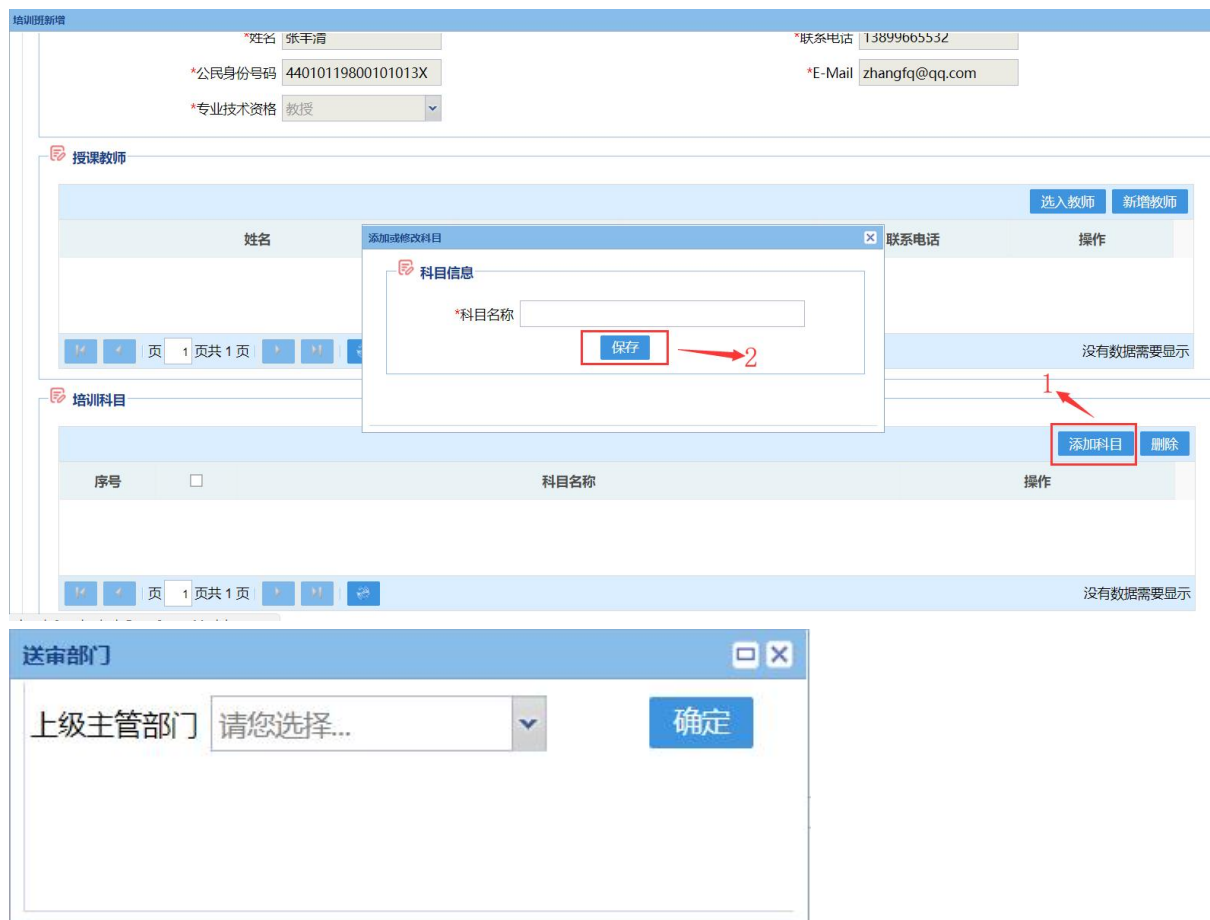 培训班新增
*姓名 张丰清 *联系电话 13899665532
*公民身份号码 44010119800101013X *E-Mail zhangfq@qq.com
*专业技术资格 教授
授课教师
选入教师 新增教师
姓名 联系电话 操作
添加或修改科目
科目信息
*科目名称
保存
2
页 1 页共 1 页 没有数据需要显示
1
培训科目
添加科目 删除
序号 科目名称 操作
页 1 页共 1 页 没有数据需要显示
送审部门
上级主管部门 请您选择... 确定